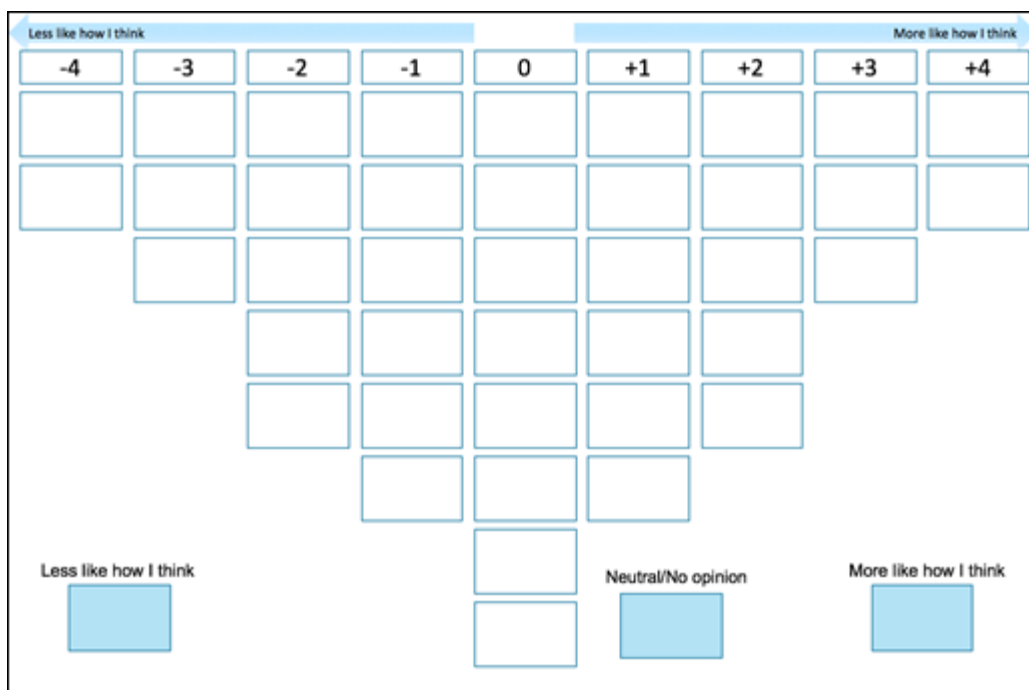 Less like how I think
More like how I think
-4 -3 -2 -1 0 +1 +2 +3 +4
Less like how I think
Neutral/No opinion
More like how I think